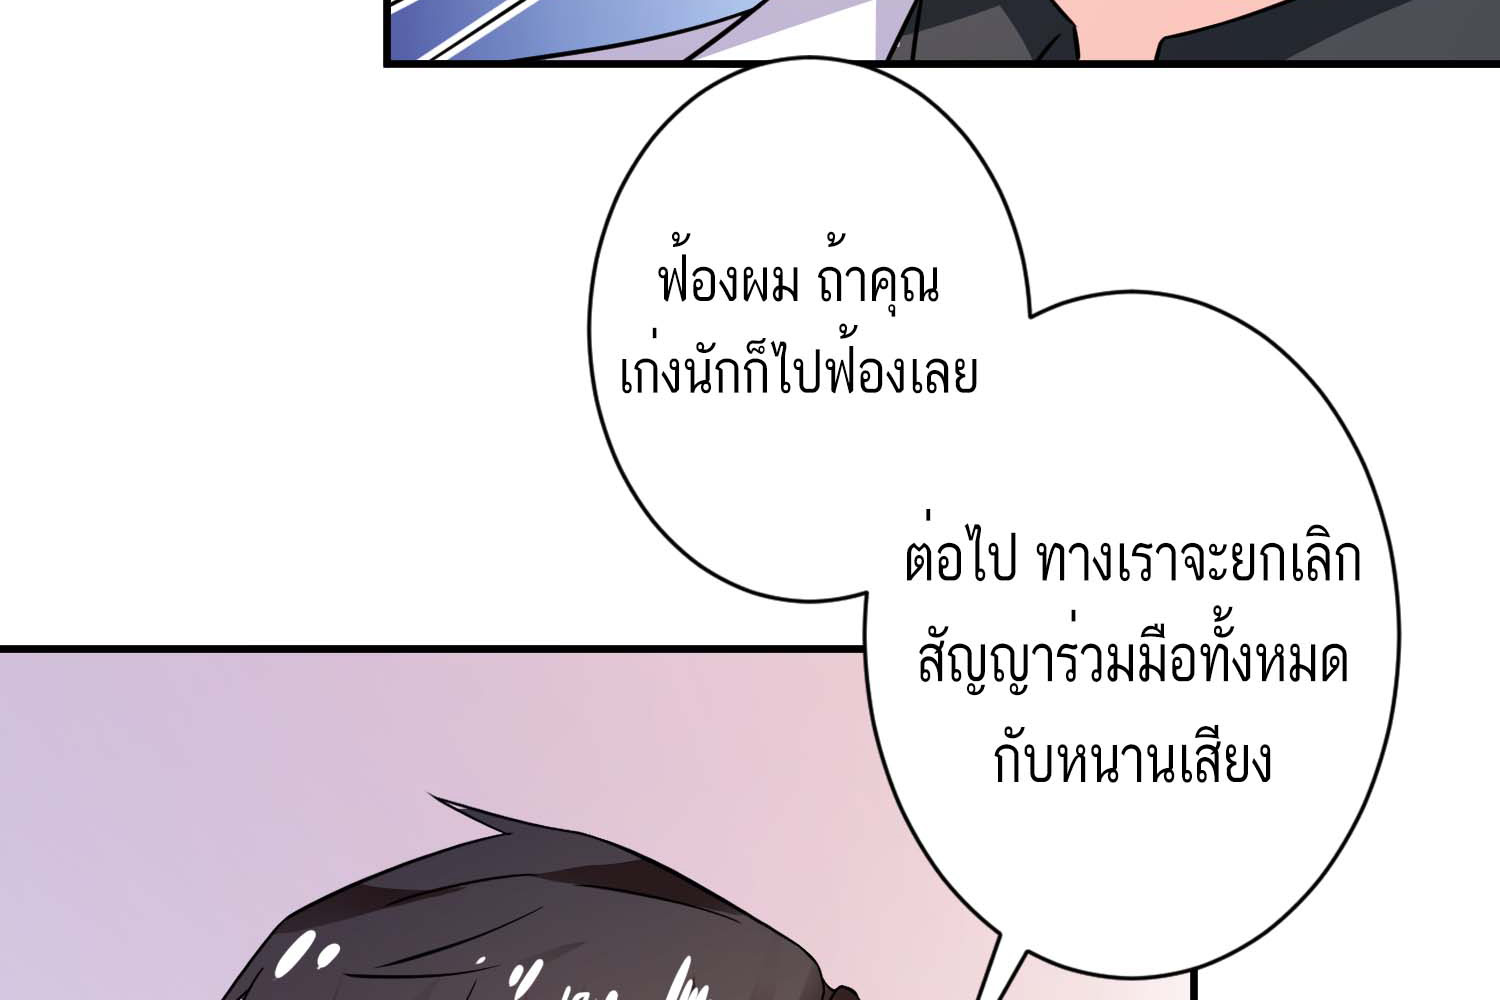 ฟ้องผม ถ้าคุณ
เก่งนักก็ไปฟ้องเลย
ต่อไป ทางเราจะยกเลิก
สัญญาร่วมมือทั้งหมด
กับหนานเสียง